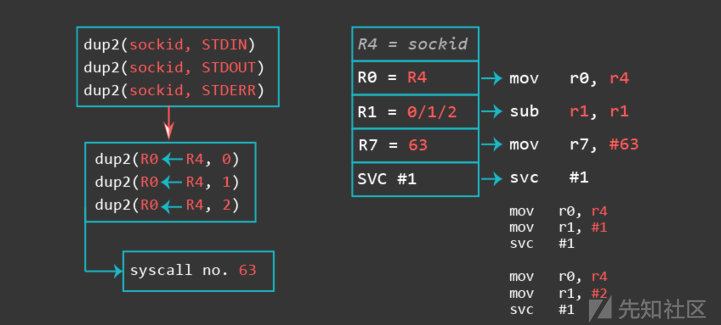 dup2(sockid, STDIN)
dup2(sockid, STDOUT)
dup2(sockid, STDERR)
dup2(R0 ← R4, 0)
dup2(R0 ← R4, 1)
dup2(R0 ← R4, 2)
syscall no. 63
R4 = sockid
R0 = R4
R1 = 0/1/2
R7 = 63
SVC #1
mov r0, r4
sub r1, r1
mov r7, #63
svc #1
mov r0, r4
mov r1, #1
svc #1
mov r0, r4
mov r1, #2
svc #1
先知社区